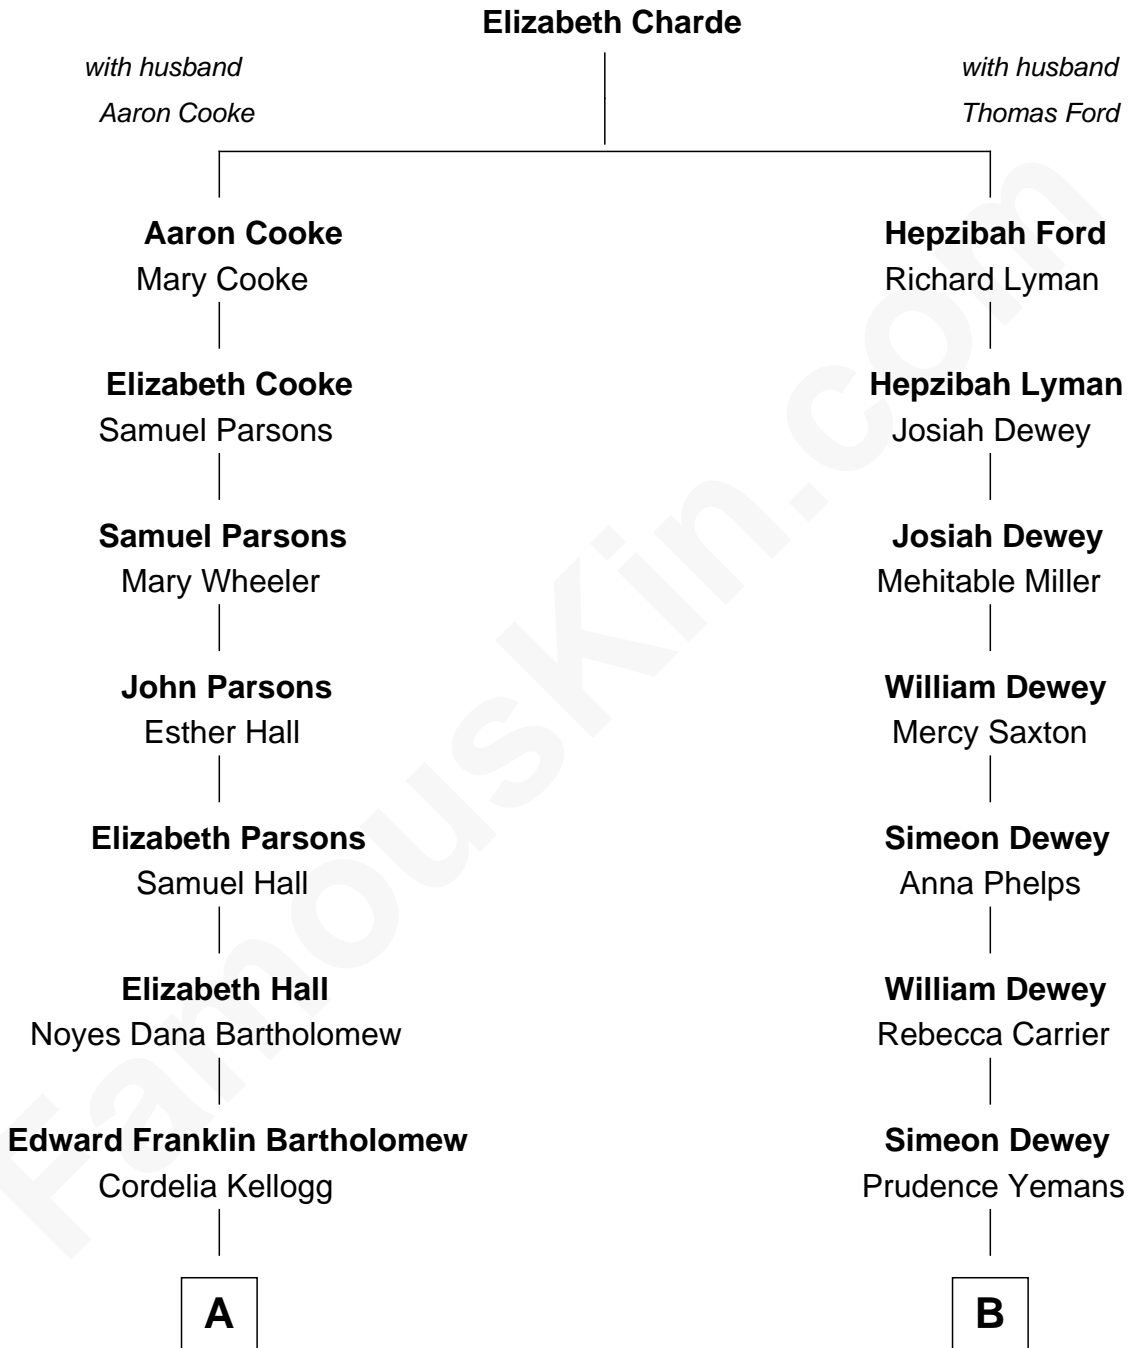 Elizabeth Charde
with husband
Aaron Cooke
with husband
Thomas Ford
Aaron Cooke
Mary Cooke
Hepzibah Ford
Richard Lyman
Elizabeth Cooke
Samuel Parsons
Hepzibah Lyman
Josiah Dewey
Samuel Parsons
Mary Wheeler
Josiah Dewey
Mehitable Miller
John Parsons
Esther Hall
William Dewey
Mercy Saxton
Elizabeth Parsons
Samuel Hall
Simeon Dewey
Anna Phelps
Elizabeth Hall
Noyes Dana Bartholomew
William Dewey
Rebecca Carrier
Edward Franklin Bartholomew
Cordelia Kellogg
Simeon Dewey
Prudence Yemans
A
B
FamousKin.com